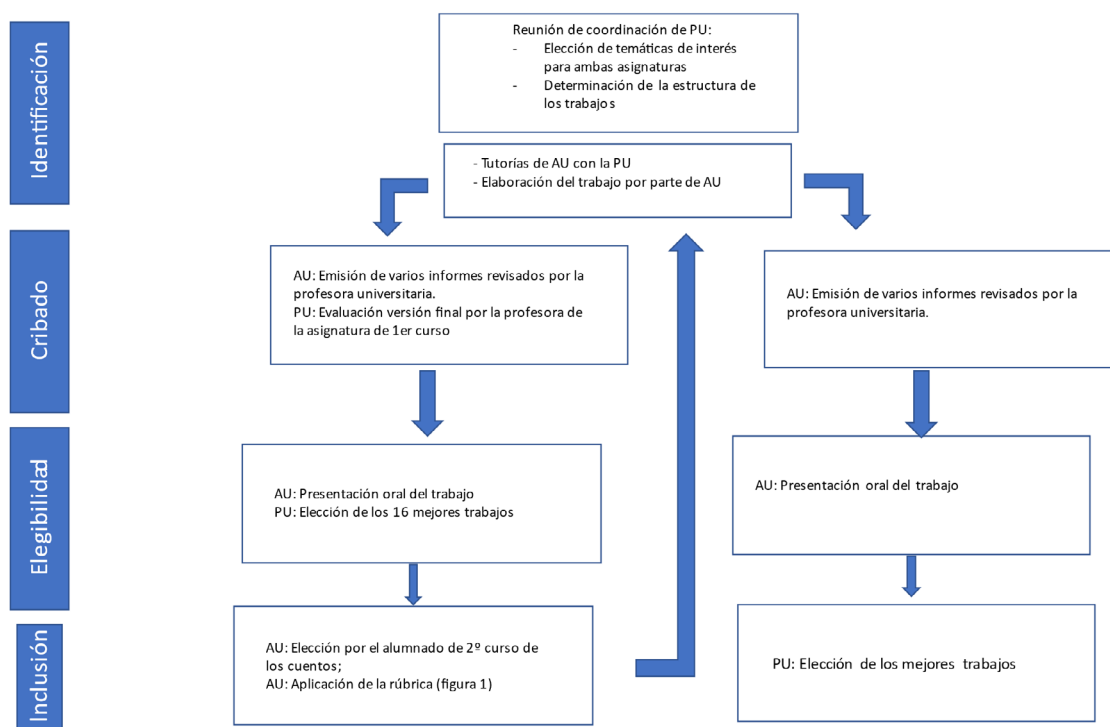 Identificación
Reunión de coordinación de PU:
- Elección de temáticas de interés
para ambas asignaturas
- Determinación de la estructura de
los trabajos
- Tutorías de AU con la PU
- Elaboración del trabajo por parte de AU
Cribado
AU: Emisión de varios informes revisados por la
profesora universitaria.
PU: Evaluación versión final por la profesora de
la asignatura de 1er curso
AU: Emisión de varios informes revisados por la
profesora universitaria.
Elegibilidad
AU: Presentación oral del trabajo
PU: Elección de los 16 mejores trabajos
AU: Presentación oral del trabajo
Inclusión
AU: Elección por el alumnado de 2º curso de
los cuentos;
AU: Aplicación de la rúbrica (figura 1)
PU: Elección de los mejores trabajos